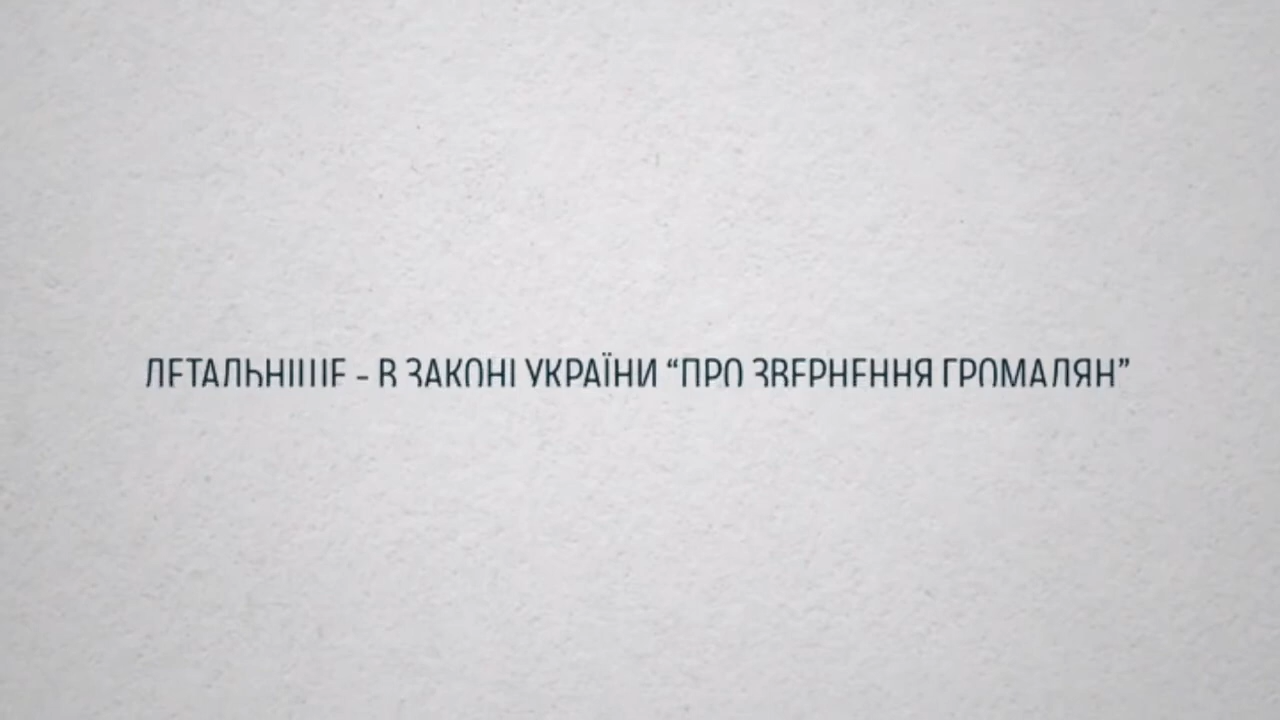 ДЕТАЛЬНІШЕ - В ЗАКОНІ УКРАЇНИ “ПРО ЗВЕРНЕННЯ ГРОМАДЯН”